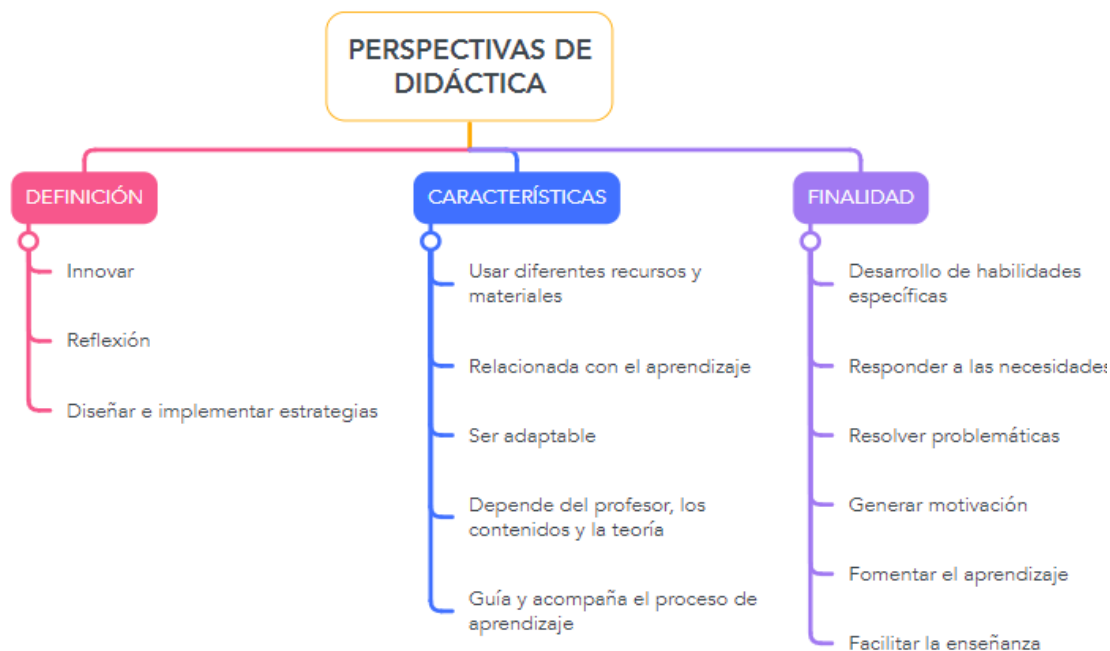 PERSPECTIVAS DE
DIDÁCTICA
DEFINICIÓN
Innovar
Reflexión
Diseñar e implementar estrategias
CARACTERÍSTICAS
Usar diferentes recursos y
materiales
Relacionada con el aprendizaje
Ser adaptable
Depende del profesor, los
contenidos y la teoría
Guía y acompaña el proceso de
aprendizaje
FINALIDAD
Desarrollo de habilidades
específicas
Responder a las necesidades
Resolver problemáticas
Generar motivación
Fomentar el aprendizaje
Facilitar la enseñanza